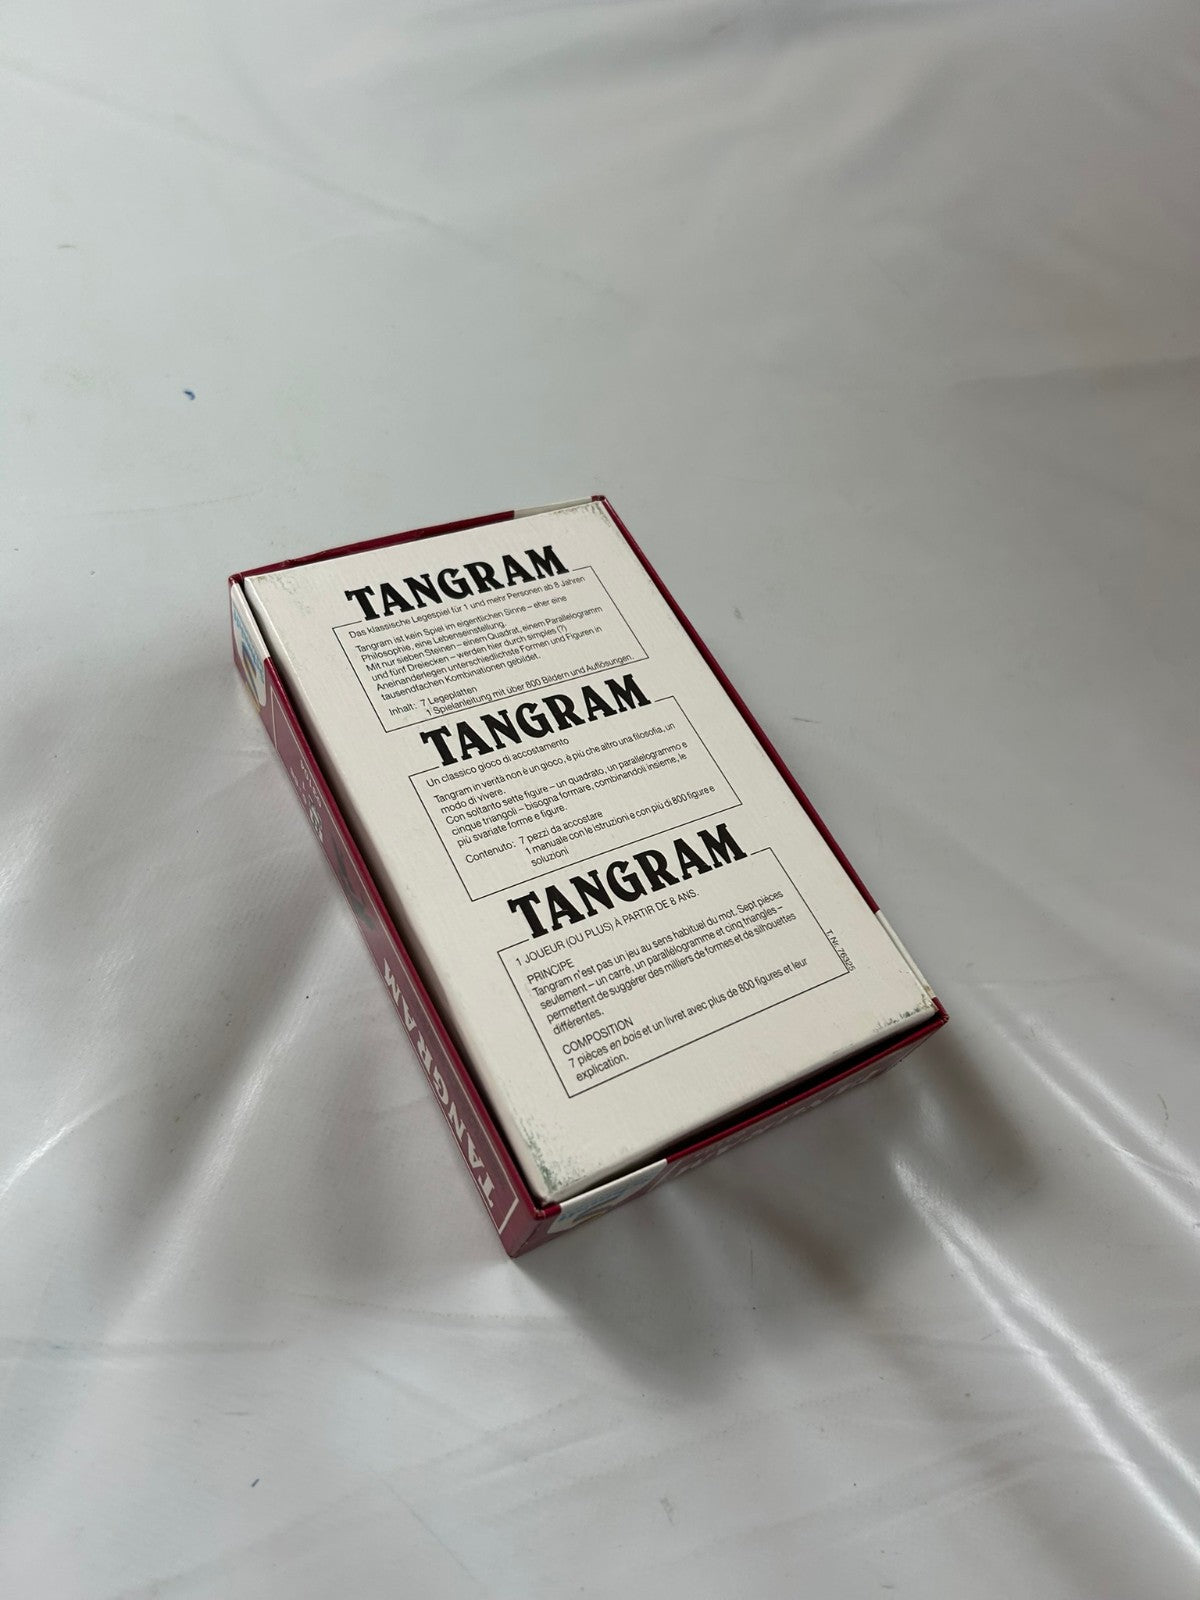 TANGRAM
Das klassische Legespiel für 1 und mehr Personen ab 8 Jahren
Tangram ist kein Spiel im eigentlichen Sinne – eher eine
Philosophie, eine Lebenseinstellung.
Mit nur sieben Steinen – einem Quadrat, einem Parallelogramm
und fünf Dreiecken – werden hier durch simples (?)
Aneinanderlegen unterschiedlichste Formen und Figuren in
tausendfachen Kombinationen gebildet.
Inhalt: 7 Legeplatten
1 Spielanleitung mit über 800 Bildern und Auflösungen.
TANGRAM
Un classico gioco di accostamento
Tangram in verità non è un gioco, è più che altro una filosofia, un
modo di vivere.
Con soltanto sette figure – un quadrato, un parallelogrammo e
cinque triangoli – bisogna formare, combinandoli insieme, le
più svariate forme e figure.
Contenuto: 7 pezzi da accostare
1 manuale con le istruzioni e con più di 800 figure e
soluzioni
TANGRAM
1 JOUEUR (OU PLUS) À PARTIR DE 8 ANS.
PRINCIPE
Tangram n'est pas un jeu au sens habituel du mot. Sept pièces
seulement – un carré, un parallélogramme et cinq triangles –
permettent de suggérer des milliers de formes et de silhouettes
différentes.
COMPOSITION
7 pièces en bois et un livret avec plus de 800 figures et leur
explication.
T. Nr. 76325
TANGRAM